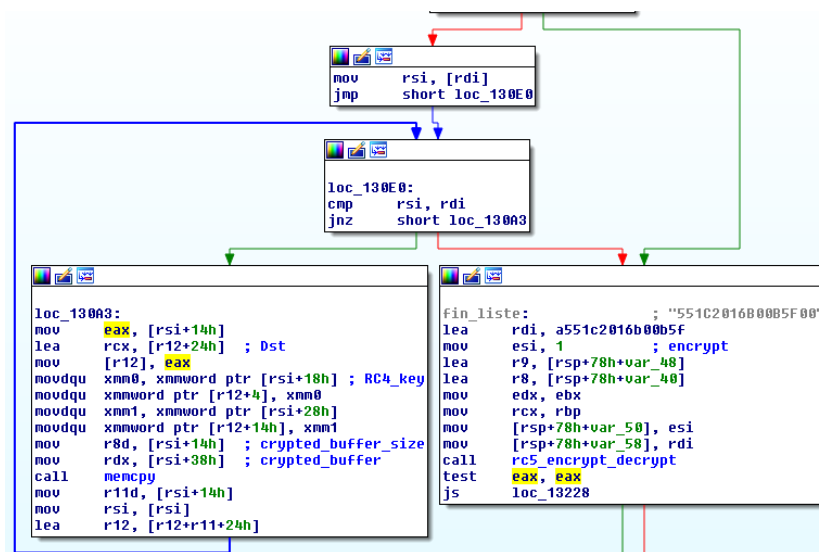 mov rsi, [rdi]
jmp short loc_130E0
loc_130E0:
cmp rsi, rdi
jnz short loc_130A3
loc_130A3:
mov eax, [rsi+14h]
lea rcx, [r12+24h] ; Dst
mov [r12], eax
movdqu xmm0, xmmword ptr [rsi+18h] ; RC4_key
movdqu xmmword ptr [r12+4], xmm0
movdqu xmm1, xmmword ptr [rsi+28h]
movdqu xmmword ptr [r12+14h], xmm1
mov r8d, [rsi+14h] ; crypted_buffer_size
mov rdx, [rsi+38h] ; crypted_buffer
call memcpy
mov r11d, [rsi+14h]
mov rsi, [rsi]
lea r12, [r12+r11+24h]
fin_liste: ; "551C2016B00B5F00"
lea rdi, a551c2016b00b5f
mov esi, 1 ; encrypt
lea r9, [rsp+78h+var_48]
lea r8, [rsp+78h+var_40]
mov edx, ebx
mov rcx, rbp
mov [rsp+78h+var_50], esi
mov [rsp+78h+var_58], rdi
call rc5_encrypt_decrypt
test eax, eax
js loc_13228